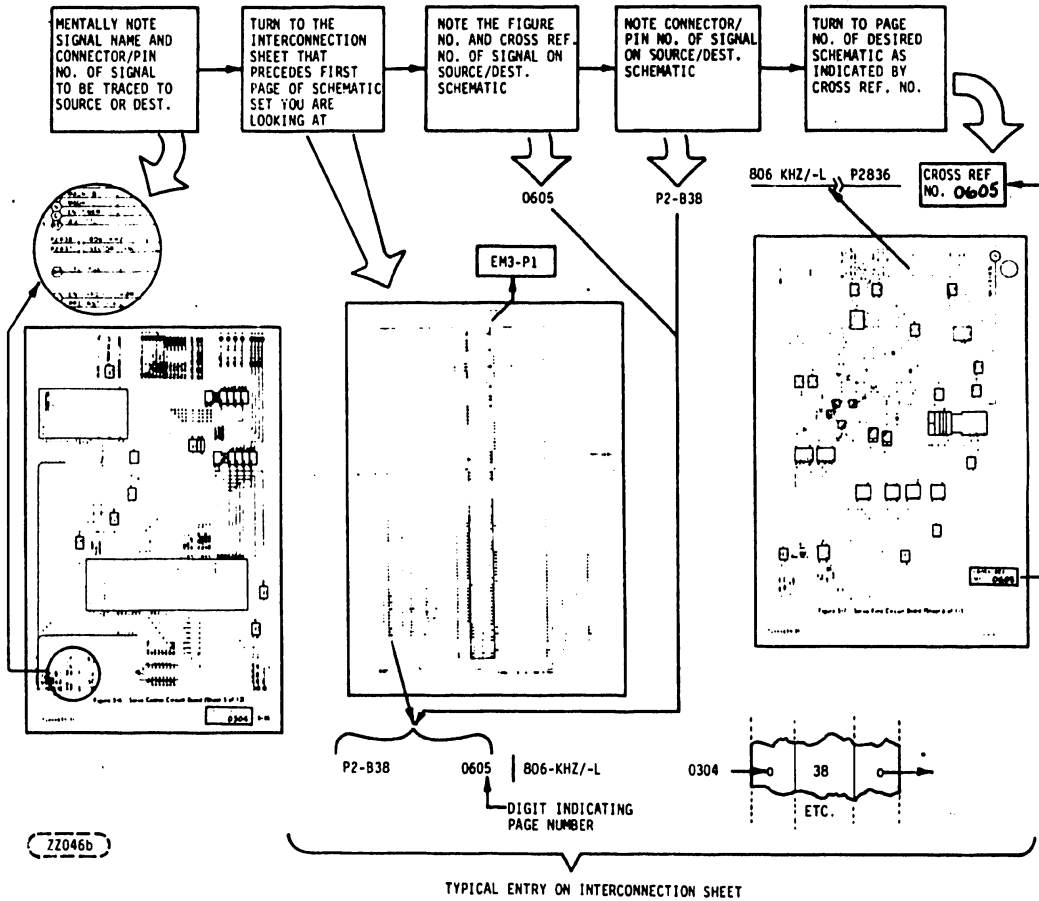 MENTALLY NOTE
SIGNAL NAME AND
CONNECTOR/PIN
NO. OF SIGNAL
TO BE TRACED TO
SOURCE OR DEST.
TURN TO THE
INTERCONNECTION
SHEET THAT
PRECEDES FIRST
PAGE OF SCHEMATIC
SET YOU ARE
LOOKING AT
NOTE THE FIGURE
NO. AND CROSS REF.
NO. OF SIGNAL ON
SOURCE/DEST.
SCHEMATIC
NOTE CONNECTOR/
PIN NO. OF SIGNAL
ON SOURCE/DEST.
SCHEMATIC
TURN TO PAGE
NO. OF DESIRED
SCHEMATIC AS
INDICATED BY
CROSS REF. NO.
0605
P2-B38
806 KHZ/-L P2B36
CROSS REF
NO. 0605
EM3-P1
0605
0304
P2-B38 0605 806-KHZ/-L
DIGIT INDICATING
PAGE NUMBER
0304 38
ETC.
ZZ046b
TYPICAL ENTRY ON INTERCONNECTION SHEET